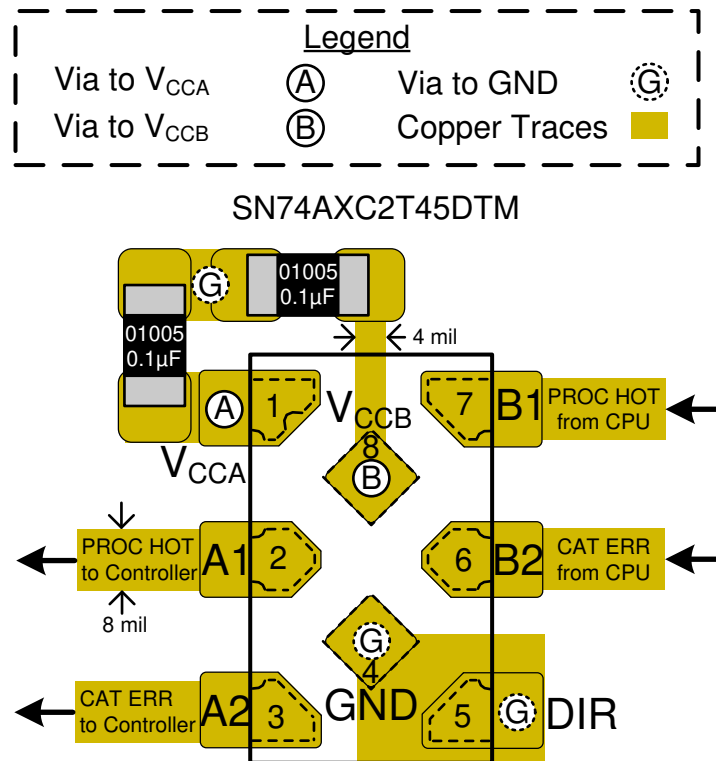 Legend
Via to VCCA A Via to GND G
Via to VCCB B Copper Traces
SN74AXC2T45DTM
G
01005
0.1µF
01005
0.1µF
4 mil
A
1
VCCA
VCCB
8
B
7
B1
PROC HOT
from CPU
PROC HOT
to Controller
A1
2
8 mil
6
B2
CAT ERR
from CPU
G
4
GND
CAT ERR
to Controller
A2
3
5
G
DIR